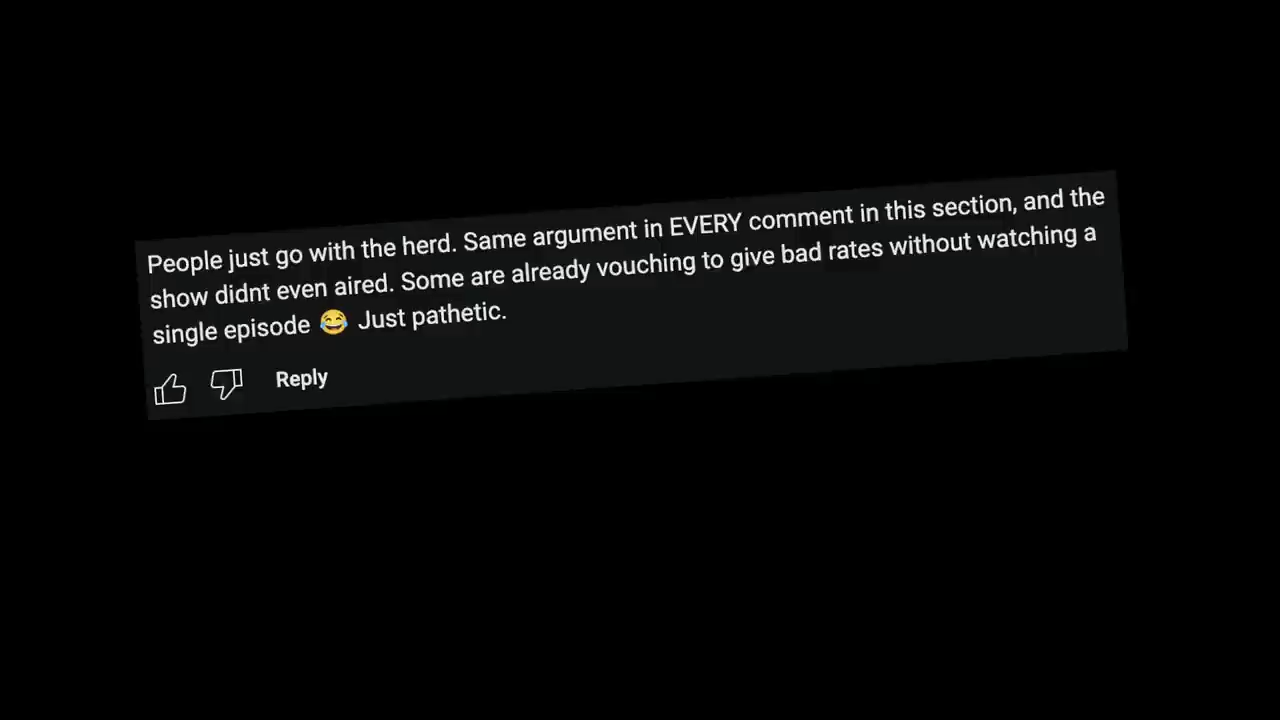 People just go with the herd. Same argument in EVERY comment in this section, and the
show didnt even aired. Some are already vouching to give bad rates without watching a
single episode 😂 Just pathetic.
Reply